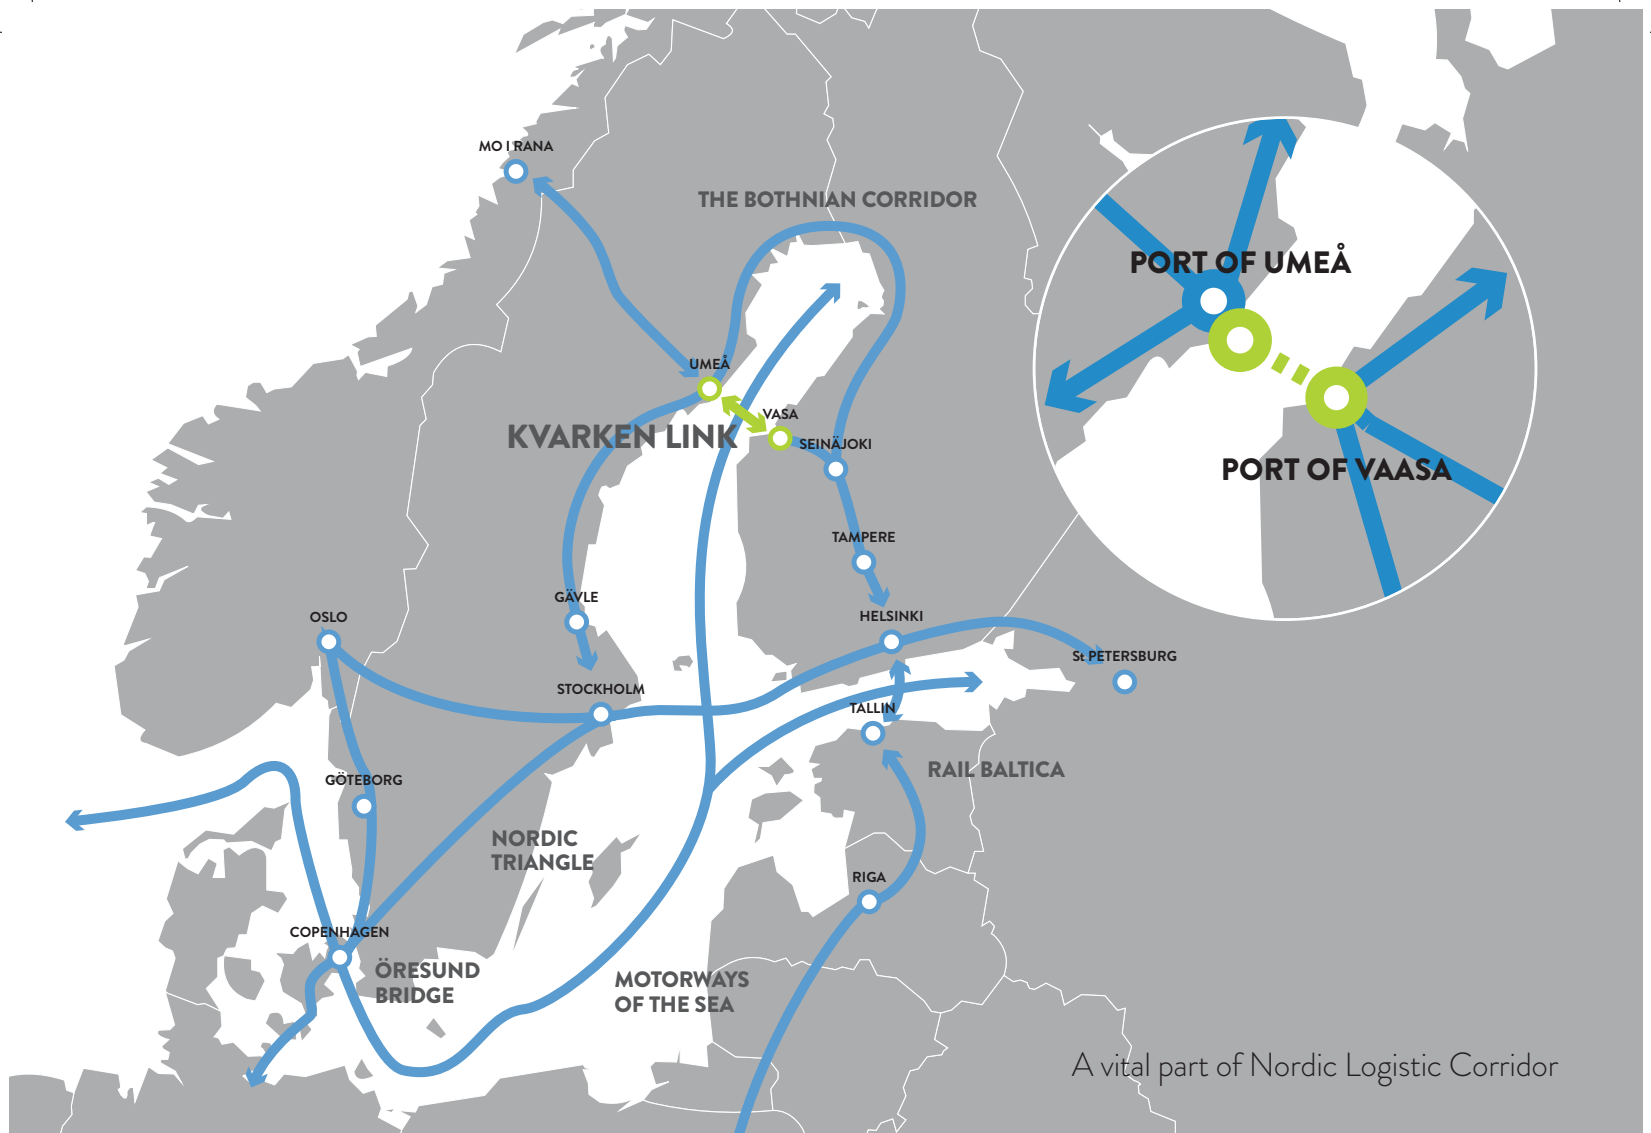 MO I RANA
THE BOTHNIAN CORRIDOR
PORT OF UMEÅ
UMEÅ
VASA
KVARKEN LINK
SEINÄJOKI
PORT OF VAASA
TAMPERE
GÄVLE
OSLO
HELSINKI
St PETERSBURG
STOCKHOLM
TALLIN
RAIL BALTICA
GÖTEBORG
NORDIC
TRIANGLE
RIGA
COPENHAGEN
ÖRESUND
BRIDGE
MOTORWAYS
OF THE SEA
A vital part of Nordic Logistic Corridor